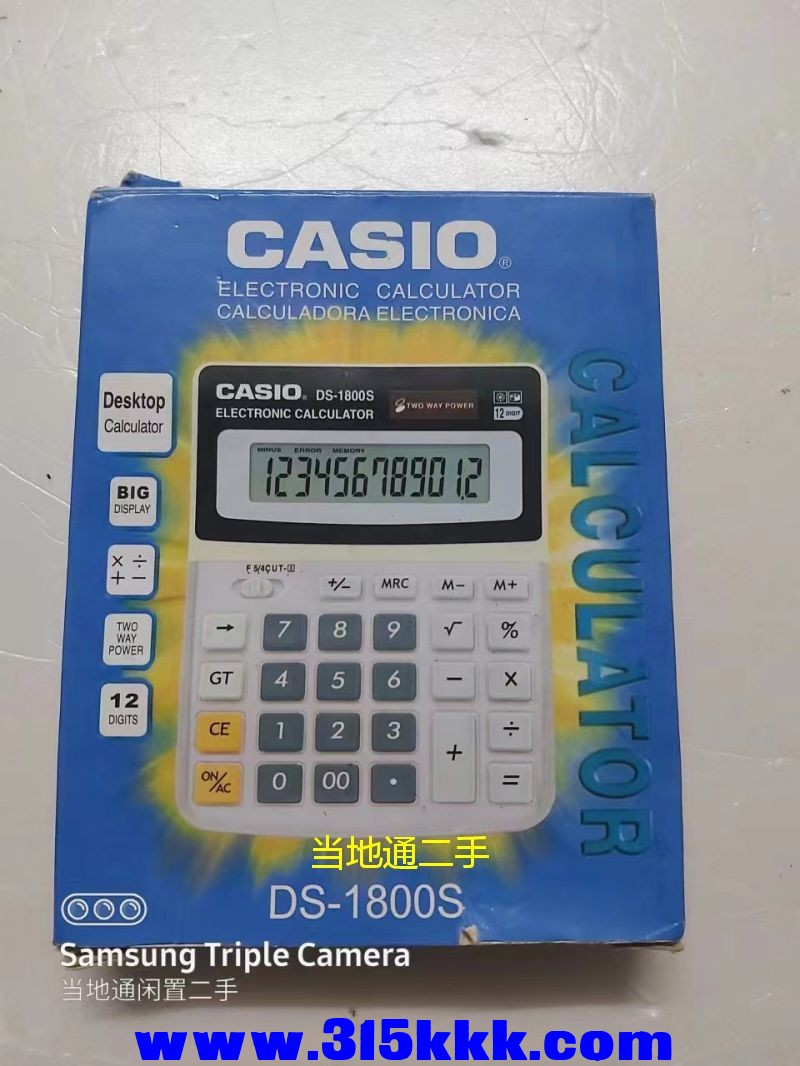 CASIO®
ELECTRONIC CALCULATOR
CALCULADORA ELECTRONICA
CALCULATOR
Desktop
Calculator
BIG
DISPLAY
× ÷
+ −
TWO
WAY
POWER
12
DIGITS
CASIO® DS-1800S
ELECTRONIC CALCULATOR
TWO WAY POWER
12 DIGIT
MINUS ERROR MEMORY
123456789012.
F 5/4 CUT
+/− MRC M− M+
→ 7 8 9 √ %
GT 4 5 6 − X
CE 1 2 3 + ÷
ON/AC 0 00 • =
当地通二手
DS-1800S
Samsung Triple Camera
当地通闲置二手
www.315kkk.com